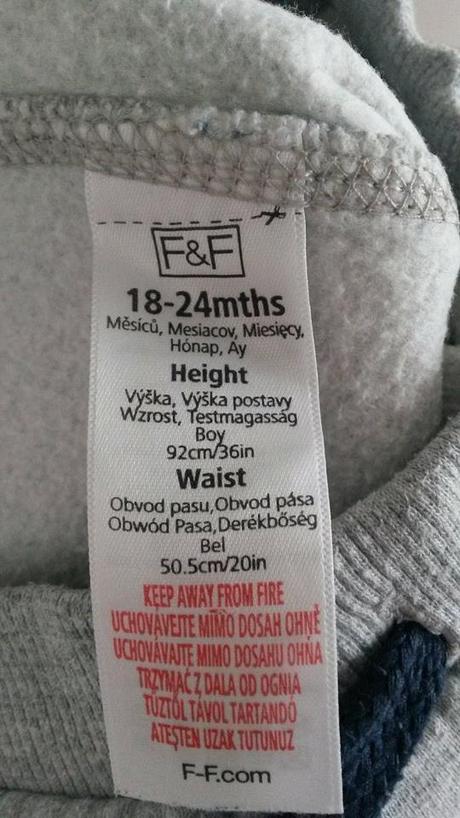 F&F
18-24mths
Měsíců, Mesiacov, Miesięcy,
Hónap, Ay
Height
Výška, Výška postavy
Wzrost, Testmagasság
Boy
92cm/36in
Waist
Obvod pasu,Obvod pása
Obwód Pasa,Derékbőség
Bel
50.5cm/20in
KEEP AWAY FROM FIRE
UCHOVÁVEJTE MIMO DOSAH OHNĚ
UCHOVÁVAJTE MIMO DOSAHU OHŇA
TRZYMAĆ Z DALA OD OGNIA
TŰZTŐL TÁVOL TARTANDÓ
ATEŞTEN UZAK TUTUNUZ
F-F.com